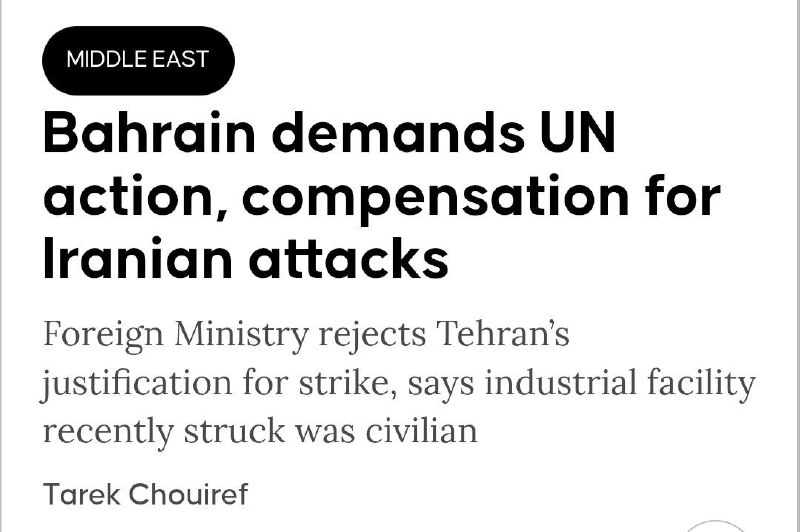 MIDDLE EAST
Bahrain demands UN
action, compensation for
Iranian attacks
Foreign Ministry rejects Tehran’s
justification for strike, says industrial facility
recently struck was civilian
Tarek Chouiref